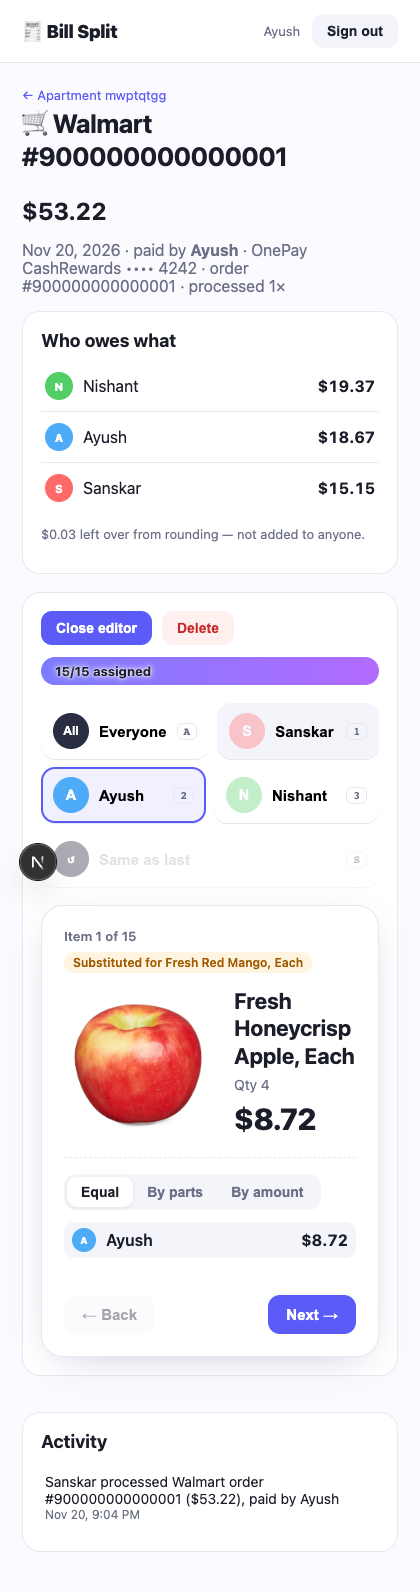 Bill Split
Ayush
Sign out
← Apartment mwptqtgg
🛒 Walmart
#900000000000001
$53.22
Nov 20, 2026 · paid by Ayush · OnePay
CashRewards •••• 4242 · order
#900000000000001 · processed 1×
Who owes what
N Nishant $19.37
A Ayush $18.67
S Sanskar $15.15
$0.03 left over from rounding — not added to anyone.
Close editor Delete
15/15 assigned
All Everyone A
S Sanskar 1
A Ayush 2
N Nishant 3
N
↺ Same as last S
Item 1 of 15
Substituted for Fresh Red Mango, Each
Fresh
Honeycrisp
Apple, Each
Qty 4
$8.72
Equal By parts By amount
A Ayush $8.72
← Back Next →
Activity
Sanskar processed Walmart order
#900000000000001 ($53.22), paid by Ayush
Nov 20, 9:04 PM